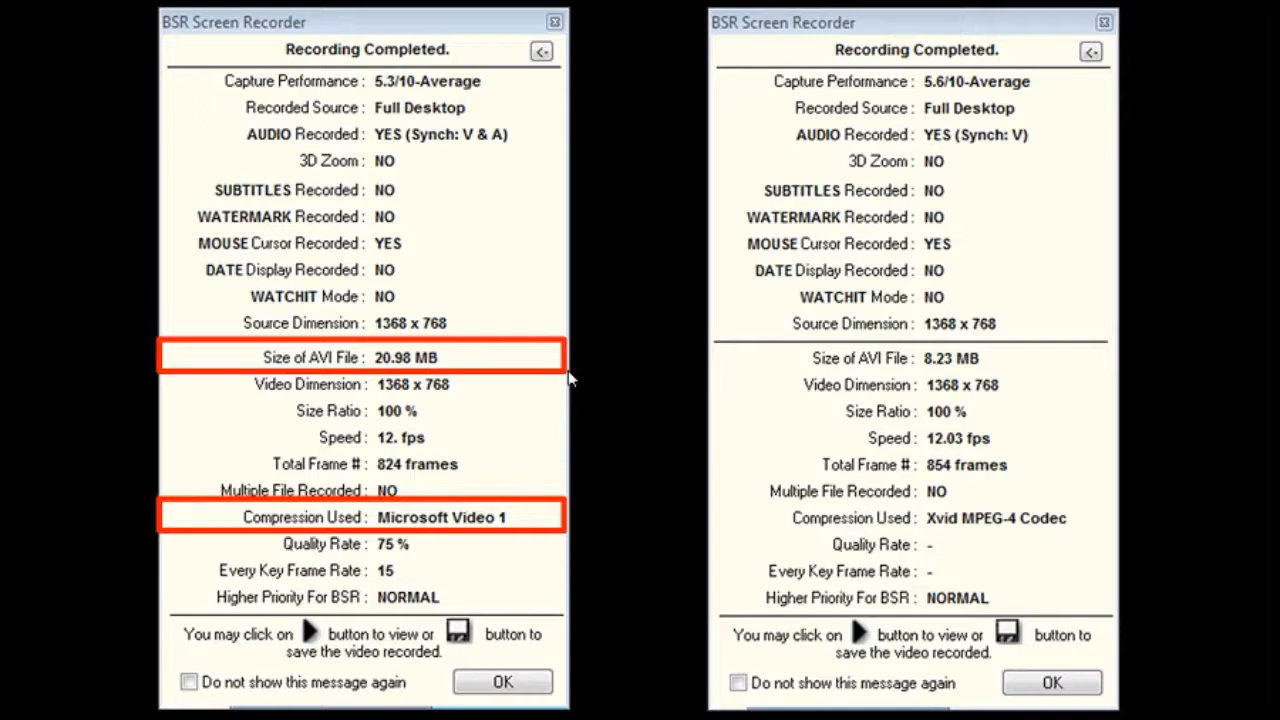 BSR Screen Recorder
Recording Completed.
<-
Capture Performance : 5.3/10-Average
Recorded Source : Full Desktop
AUDIO Recorded : YES (Synch: V & A)
3D Zoom : NO
SUBTITLES Recorded : NO
WATERMARK Recorded : NO
MOUSE Cursor Recorded : YES
DATE Display Recorded : NO
WATCHIT Mode : NO
Source Dimension : 1368 x 768
Size of AVI File : 20.98 MB
Video Dimension : 1368 x 768
Size Ratio : 100 %
Speed : 12. fps
Total Frame # : 824 frames
Multiple File Recorded : NO
Compression Used : Microsoft Video 1
Quality Rate : 75 %
Every Key Frame Rate : 15
Higher Priority For BSR : NORMAL
You may click on button to view or button to
save the video recorded.
Do not show this message again
OK
BSR Screen Recorder
Recording Completed.
<-
Capture Performance : 5.6/10-Average
Recorded Source : Full Desktop
AUDIO Recorded : YES (Synch: V)
3D Zoom : NO
SUBTITLES Recorded : NO
WATERMARK Recorded : NO
MOUSE Cursor Recorded : YES
DATE Display Recorded : NO
WATCHIT Mode : NO
Source Dimension : 1368 x 768
Size of AVI File : 8.23 MB
Video Dimension : 1368 x 768
Size Ratio : 100 %
Speed : 12.03 fps
Total Frame # : 854 frames
Multiple File Recorded : NO
Compression Used : Xvid MPEG-4 Codec
Quality Rate : -
Every Key Frame Rate : -
Higher Priority For BSR : NORMAL
You may click on button to view or button to
save the video recorded.
Do not show this message again
OK